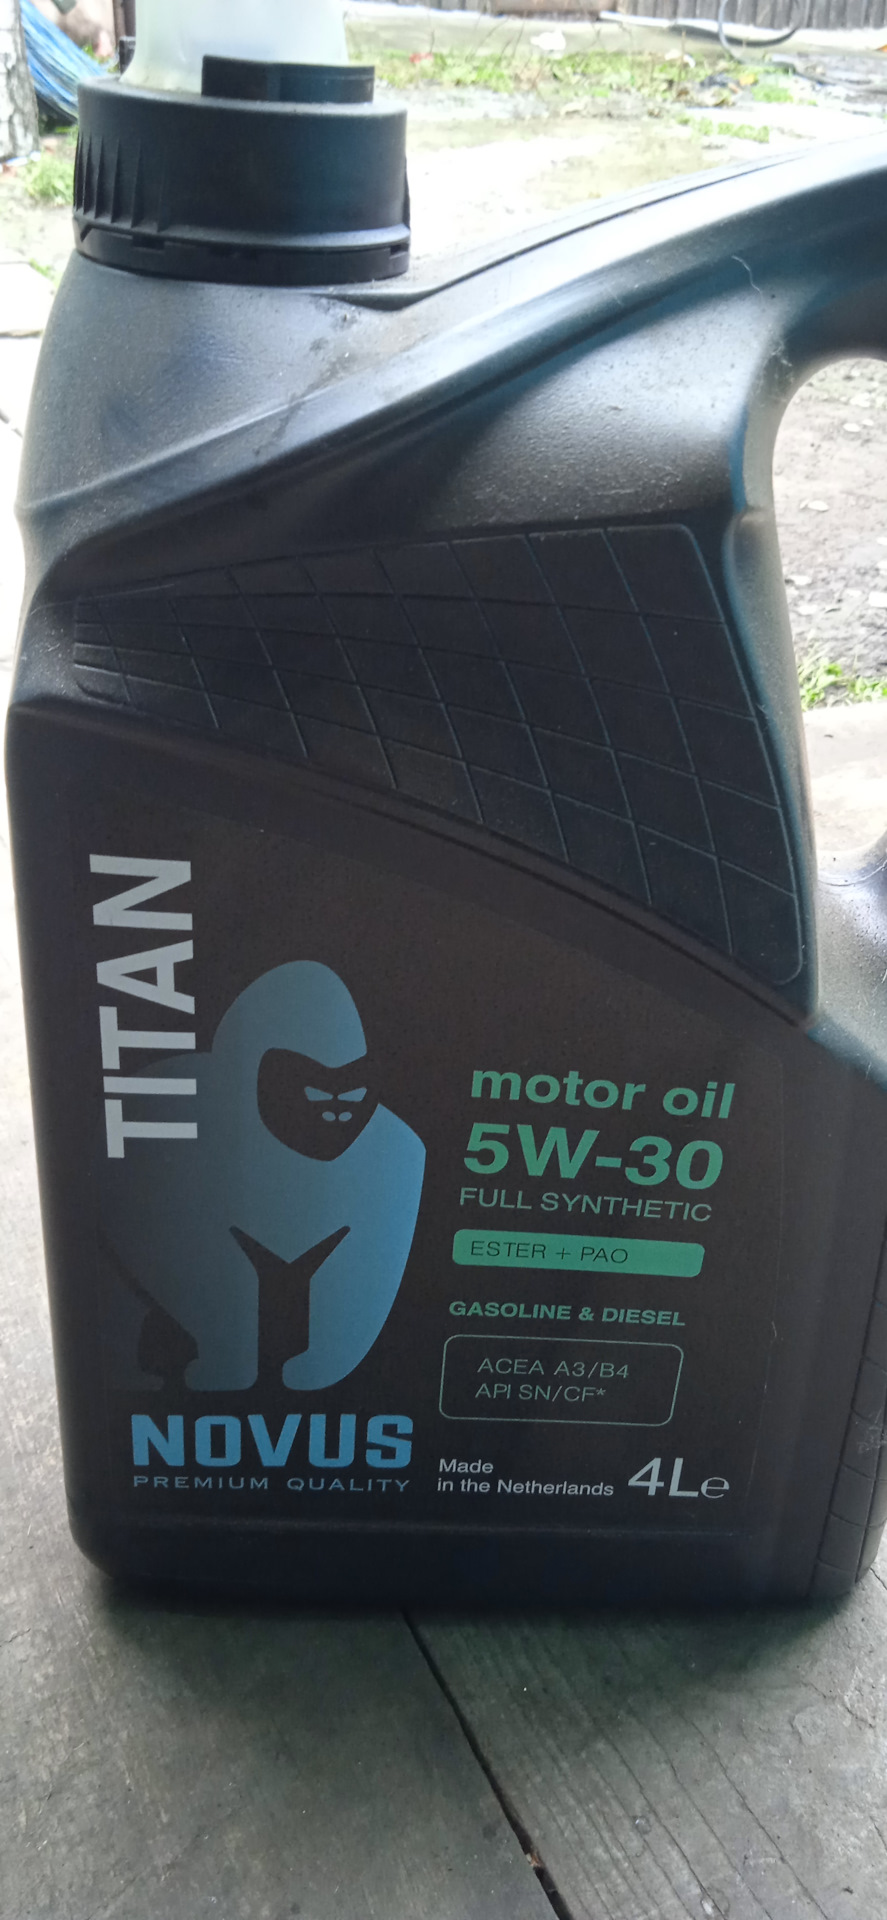 TITAN
motor oil
5W-30
FULL SYNTHETIC
ESTER + PAO
GASOLINE & DIESEL
ACEA A3/B4
API SN/CF*
NOVUS
PREMIUM QUALITY
Made
in the Netherlands
4L℮